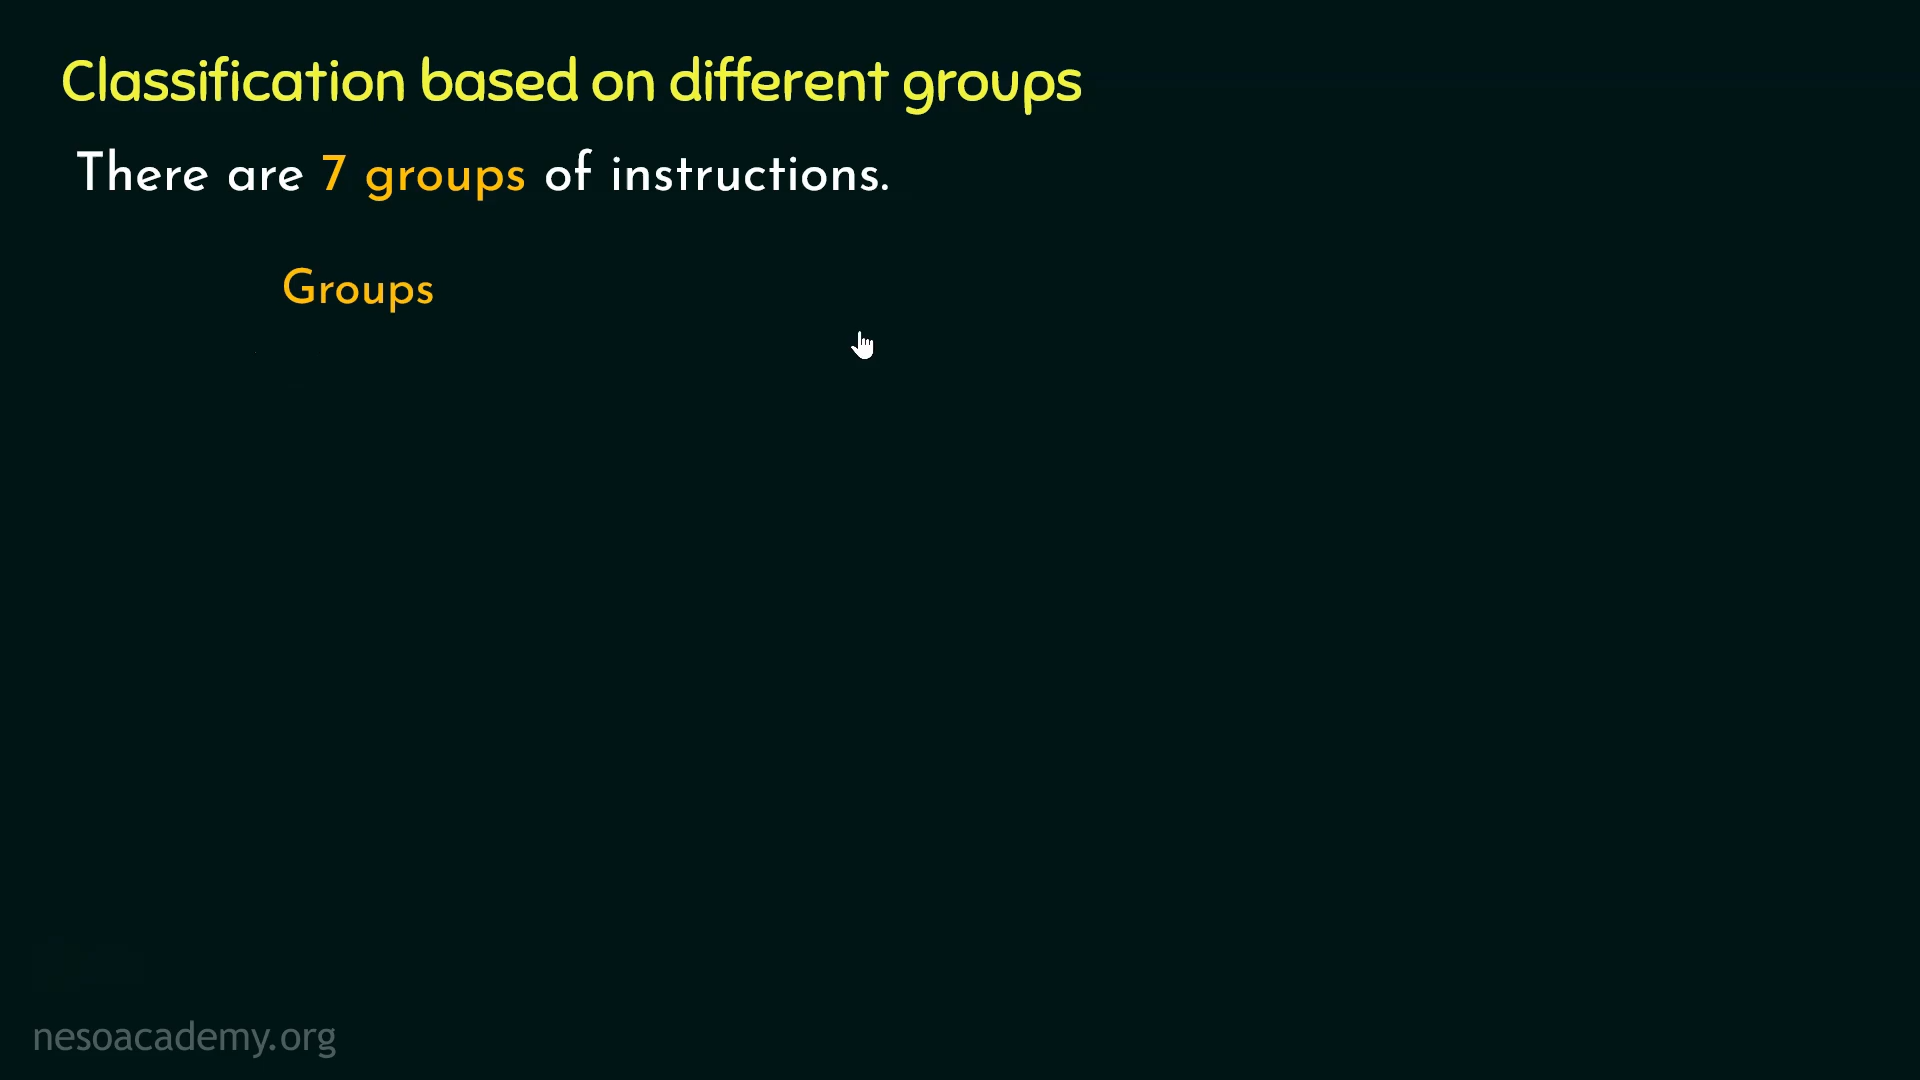 Classification based on different groups
There are 7 groups of instructions.
Groups
nesoacademy.org